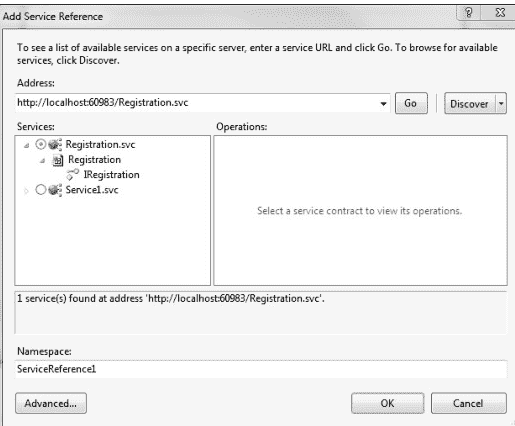 Add Service Reference
To see a list of available services on a specific server, enter a service URL and click Go. To browse for available
services, click Discover.
Address:
http://localhost:60983/Registration.svc
Go
Discover
Services:
Operations:
Registration.svc
Registration
IRegistration
Service1.svc
Select a service contract to view its operations.
1 service(s) found at address 'http://localhost:60983/Registration.svc'.
Namespace:
ServiceReference1
Advanced...
OK
Cancel